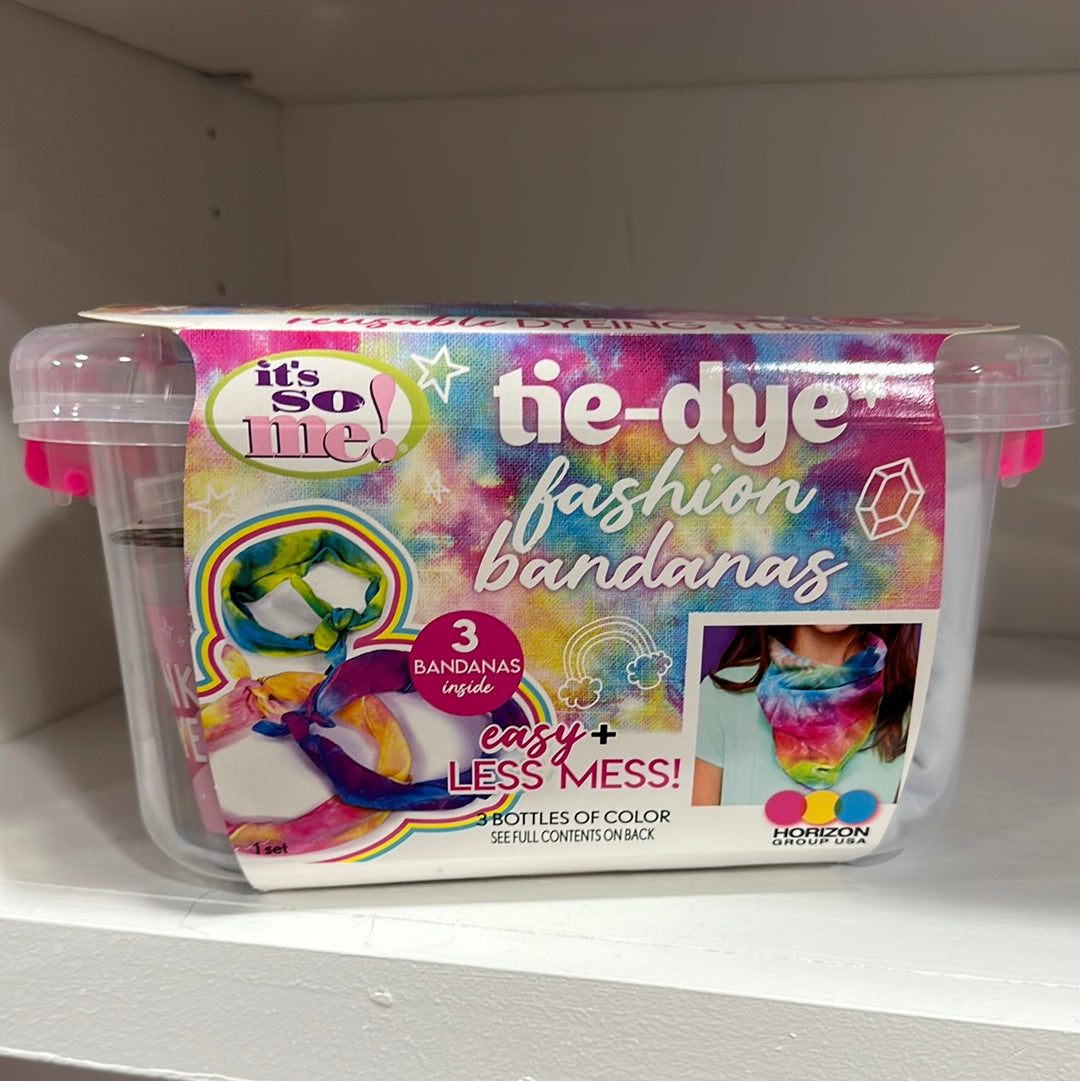 reusable DYEING TUB
it's
so
me!
tie-dye
fashion
bandanas
3
BANDANAS
inside
easy +
LESS MESS!
3 BOTTLES OF COLOR
SEE FULL CONTENTS ON BACK
1 set
HORIZON
GROUP USA